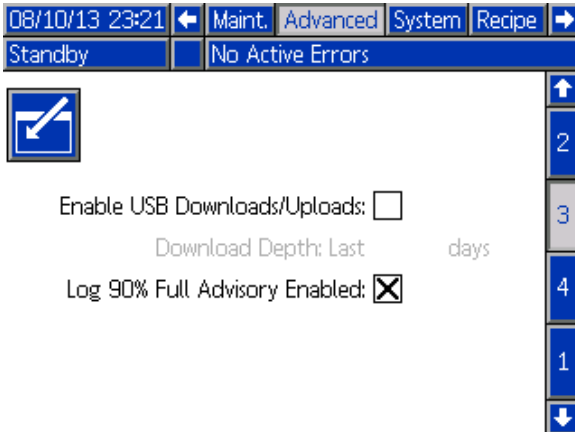 08/10/13 23:21 Maint. Advanced System Recipe
Standby No Active Errors
2
Enable USB Downloads/Uploads:
3
Download Depth: Last days
Log 90% Full Advisory Enabled:
4
1